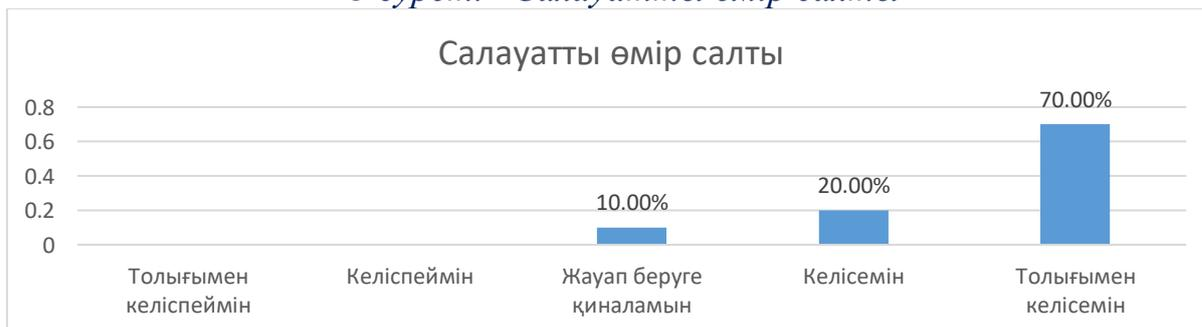 Салауатты өмір салты
0.8
0.6
0.4
0.2
0
10.00%
20.00%
70.00%
Толығымен
келіспеймін
Келіспеймін
Жауап беруге
қиналамын
Келісемін
Толығымен
келісемін